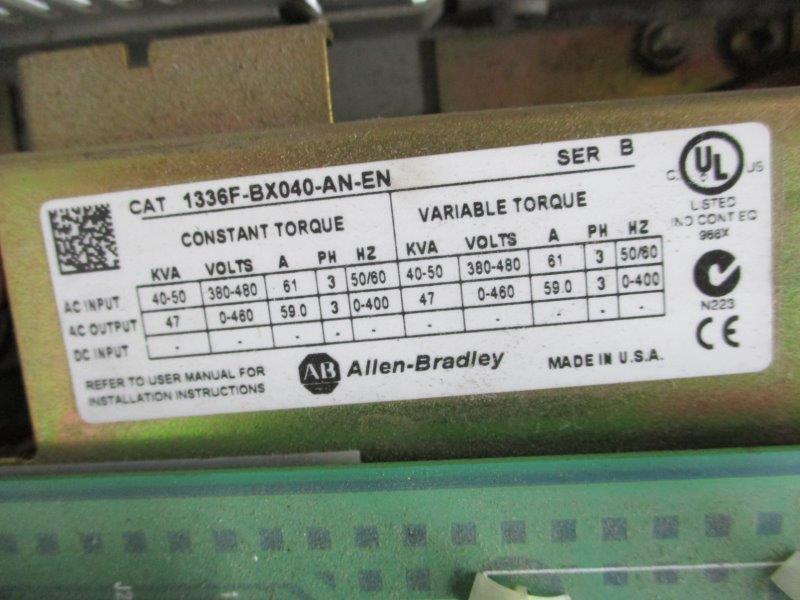 CAT 1336F-BX040-AN-EN SER B
CONSTANT TORQUE VARIABLE TORQUE
KVA VOLTS A PH HZ KVA VOLTS A PH HZ
AC INPUT 40-50 380-480 61 3 50/60 40-50 380-480 61 3 50/60
AC OUTPUT 47 0-460 59.0 3 0-400 47 0-460 59.0 3 0-400
DC INPUT - - - - - - - - - -
REFER TO USER MANUAL FOR
INSTALLATION INSTRUCTIONS
AB Allen-Bradley MADE IN U.S.A.
C UL US
LISTED
IND CONT EQ
966X
N223
CE